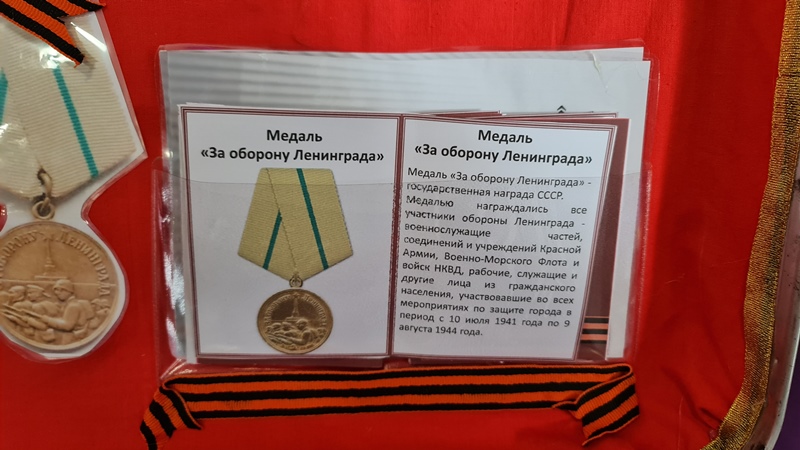 ОБОРОНУ ЛЕНИНГРАДА
Медаль
«За оборону Ленинграда»
Медаль
«За оборону Ленинграда»
Медаль «За оборону Ленинграда» -
государственная награда СССР.
Медалью награждались все
участники обороны Ленинграда -
военнослужащие частей,
соединений и учреждений Красной
Армии, Военно-Морского Флота и
войск НКВД, рабочие, служащие и
другие лица из гражданского
населения, участвовавшие во всех
мероприятиях по защите города в
период с 10 июля 1941 года по 9
августа 1944 года.